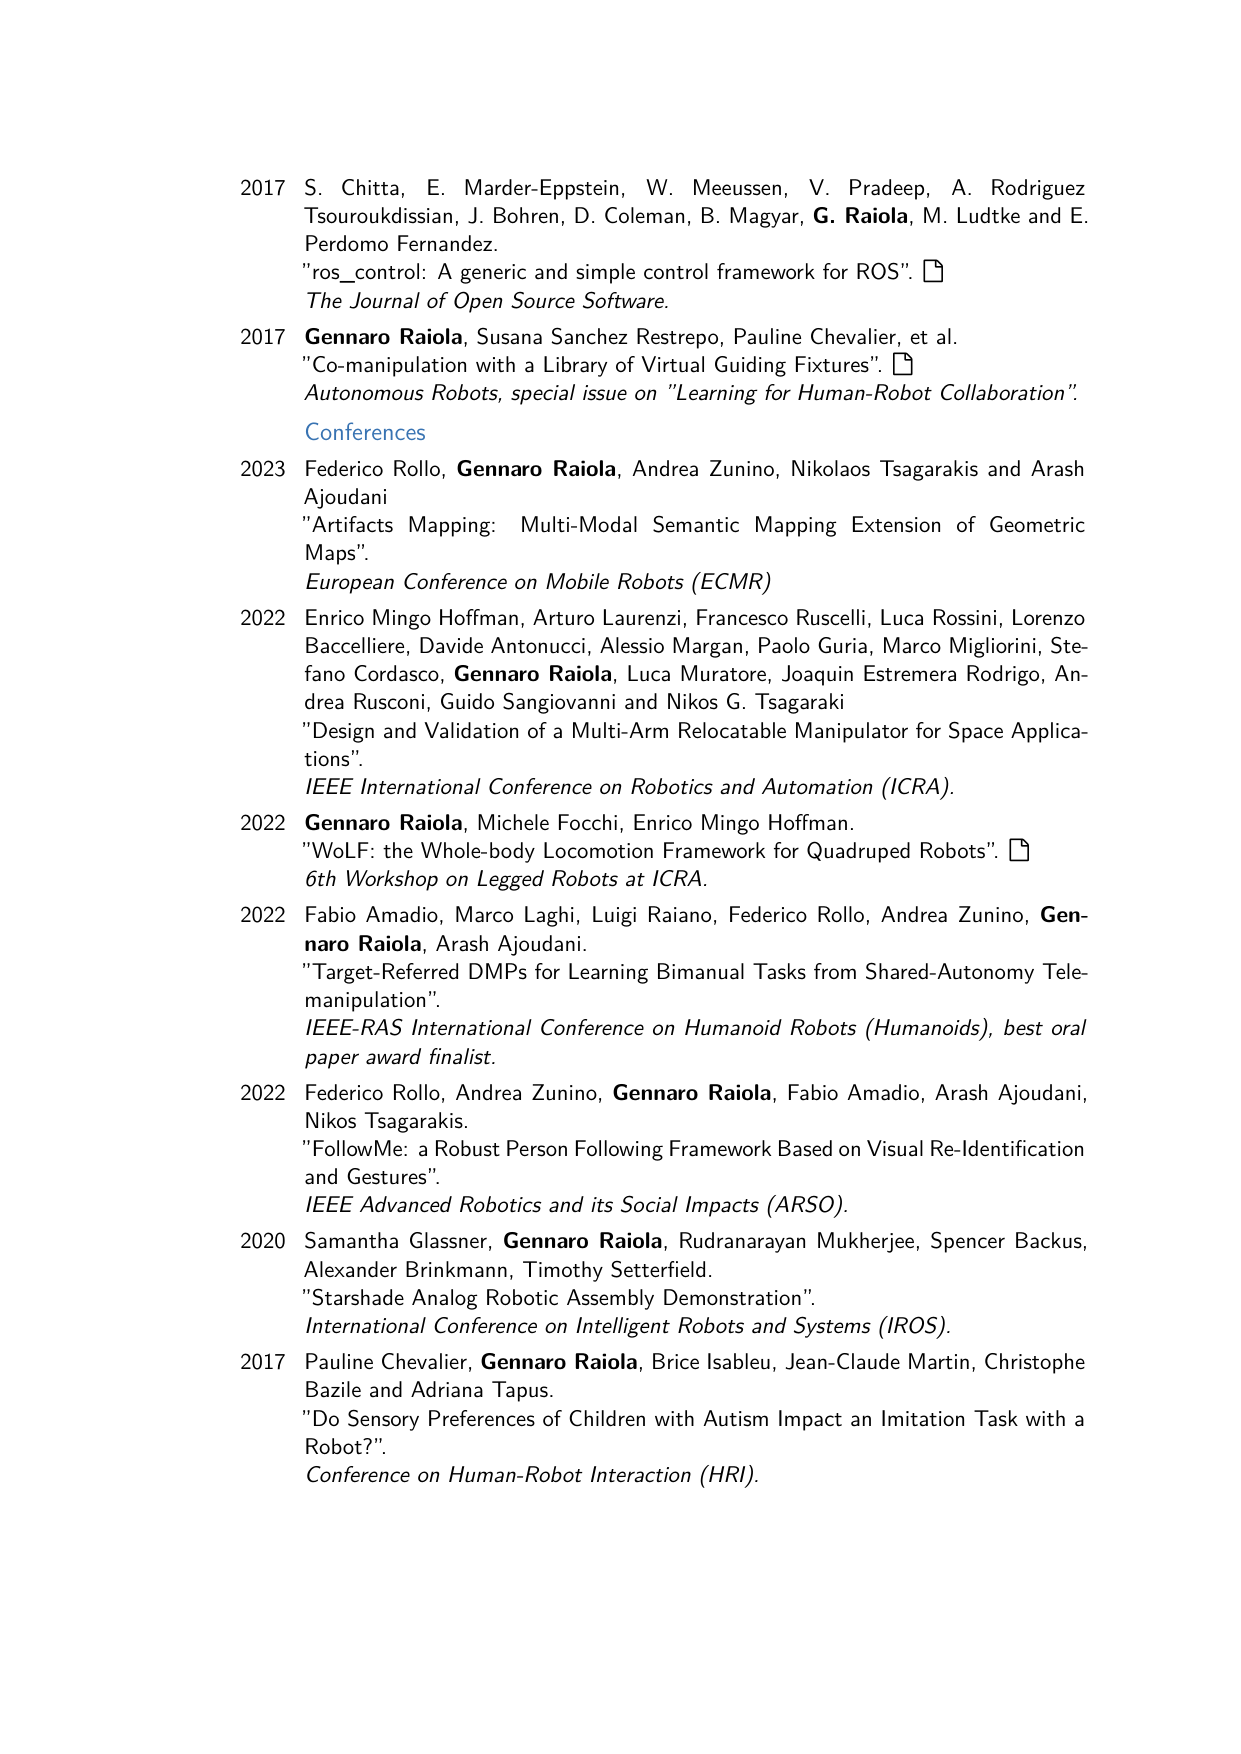 2017 S. Chitta, E. Marder-Eppstein, W. Meeussen, V. Pradeep, A. Rodriguez
Tsouroukdissian, J. Bohren, D. Coleman, B. Magyar, G. Raiola, M. Ludtke and E.
Perdomo Fernandez.
”ros_control: A generic and simple control framework for ROS”.
The Journal of Open Source Software.
2017 Gennaro Raiola, Susana Sanchez Restrepo, Pauline Chevalier, et al.
”Co-manipulation with a Library of Virtual Guiding Fixtures”.
Autonomous Robots, special issue on ”Learning for Human-Robot Collaboration”.
Conferences
2023 Federico Rollo, Gennaro Raiola, Andrea Zunino, Nikolaos Tsagarakis and Arash
Ajoudani
”Artifacts Mapping: Multi-Modal Semantic Mapping Extension of Geometric
Maps”.
European Conference on Mobile Robots (ECMR)
2022 Enrico Mingo Hoffman, Arturo Laurenzi, Francesco Ruscelli, Luca Rossini, Lorenzo
Baccelliere, Davide Antonucci, Alessio Margan, Paolo Guria, Marco Migliorini, Ste-
fano Cordasco, Gennaro Raiola, Luca Muratore, Joaquin Estremera Rodrigo, An-
drea Rusconi, Guido Sangiovanni and Nikos G. Tsagaraki
”Design and Validation of a Multi-Arm Relocatable Manipulator for Space Applica-
tions”.
IEEE International Conference on Robotics and Automation (ICRA).
2022 Gennaro Raiola, Michele Focchi, Enrico Mingo Hoffman.
”WoLF: the Whole-body Locomotion Framework for Quadruped Robots”.
6th Workshop on Legged Robots at ICRA.
2022 Fabio Amadio, Marco Laghi, Luigi Raiano, Federico Rollo, Andrea Zunino, Gen-
naro Raiola, Arash Ajoudani.
”Target-Referred DMPs for Learning Bimanual Tasks from Shared-Autonomy Tele-
manipulation”.
IEEE-RAS International Conference on Humanoid Robots (Humanoids), best oral
paper award finalist.
2022 Federico Rollo, Andrea Zunino, Gennaro Raiola, Fabio Amadio, Arash Ajoudani,
Nikos Tsagarakis.
”FollowMe: a Robust Person Following Framework Based on Visual Re-Identification
and Gestures”.
IEEE Advanced Robotics and its Social Impacts (ARSO).
2020 Samantha Glassner, Gennaro Raiola, Rudranarayan Mukherjee, Spencer Backus,
Alexander Brinkmann, Timothy Setterfield.
”Starshade Analog Robotic Assembly Demonstration”.
International Conference on Intelligent Robots and Systems (IROS).
2017 Pauline Chevalier, Gennaro Raiola, Brice Isableu, Jean-Claude Martin, Christophe
Bazile and Adriana Tapus.
”Do Sensory Preferences of Children with Autism Impact an Imitation Task with a
Robot?”.
Conference on Human-Robot Interaction (HRI).